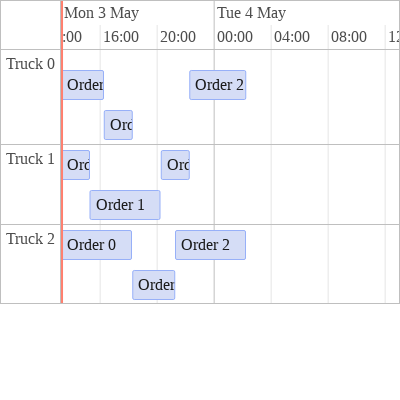 Mon 3 May Tue 4 May
:00 16:00 20:00 00:00 04:00 08:00 12
Truck 0
Order Order 2
Ord
Truck 1
Ord Ord
Order 1
Truck 2
Order 0 Order 2
Order